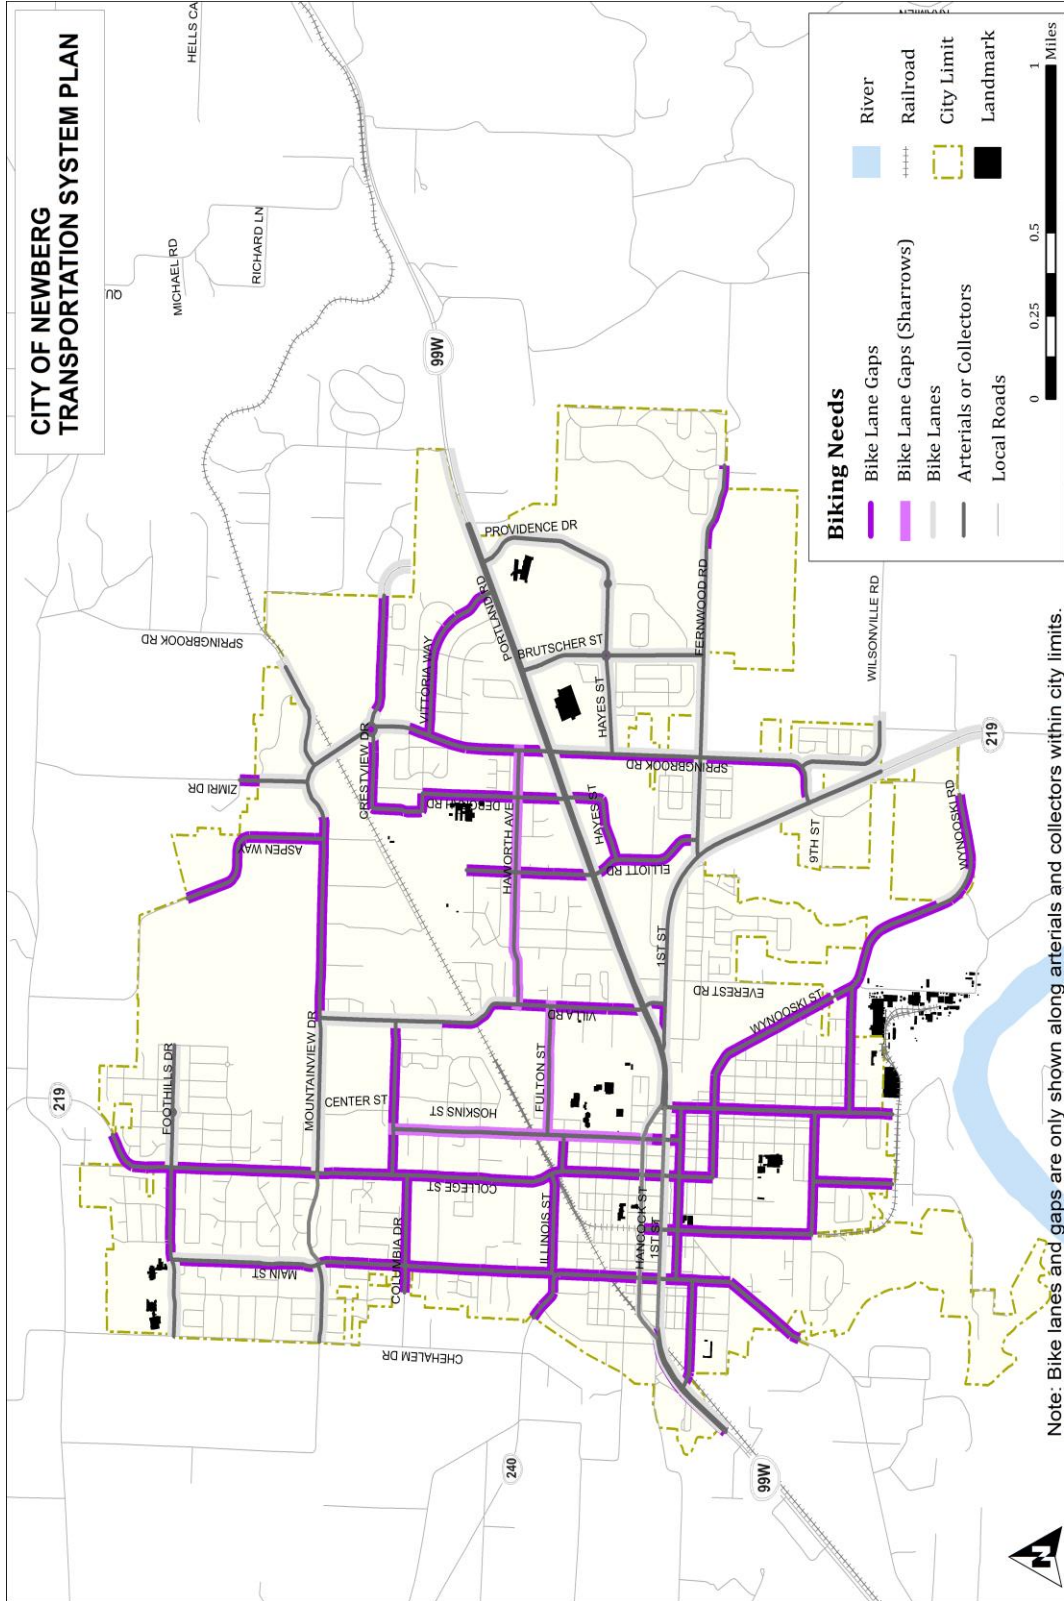 CITY OF NEWBERG
TRANSPORTATION SYSTEM PLAN
HELLS CA
MICHAEL RD
RICHARD LN
QU
SPRINGBROOK RD
99W
ZIMRI DR
ASPEN WAY
CRESTVIEW DR
VITTORIA WAY
PORTLAND RD
PROVIDENCE DR
BRUTSCHER ST
HAYES ST
FERNWOOD RD
SPRINGBROOK RD
HAWORTH AVE
HAYES ST
ELLIOTT RD
9TH ST
WILSONVILLE RD
219
WYNOOSKI RD
219
FOOTHILLS DR
MOUNTAINVIEW DR
CENTER ST
HOSKINS ST
FULTON ST
VILLA RD
1ST ST
EVEREST RD
WYNOOSKI ST
COLLEGE ST
MAIN ST
COLUMBIA DR
ILLINOIS ST
HANCOCK ST
1ST ST
CHEHALEM DR
240
99W
Biking Needs
Bike Lane Gaps
Bike Lane Gaps (Sharrows)
Bike Lanes
Arterials or Collectors
Local Roads
River
Railroad
City Limit
Landmark
0 0.25 0.5 1
Miles
N
Note: Bike lanes and gaps are only shown along arterials and collectors within city limits.